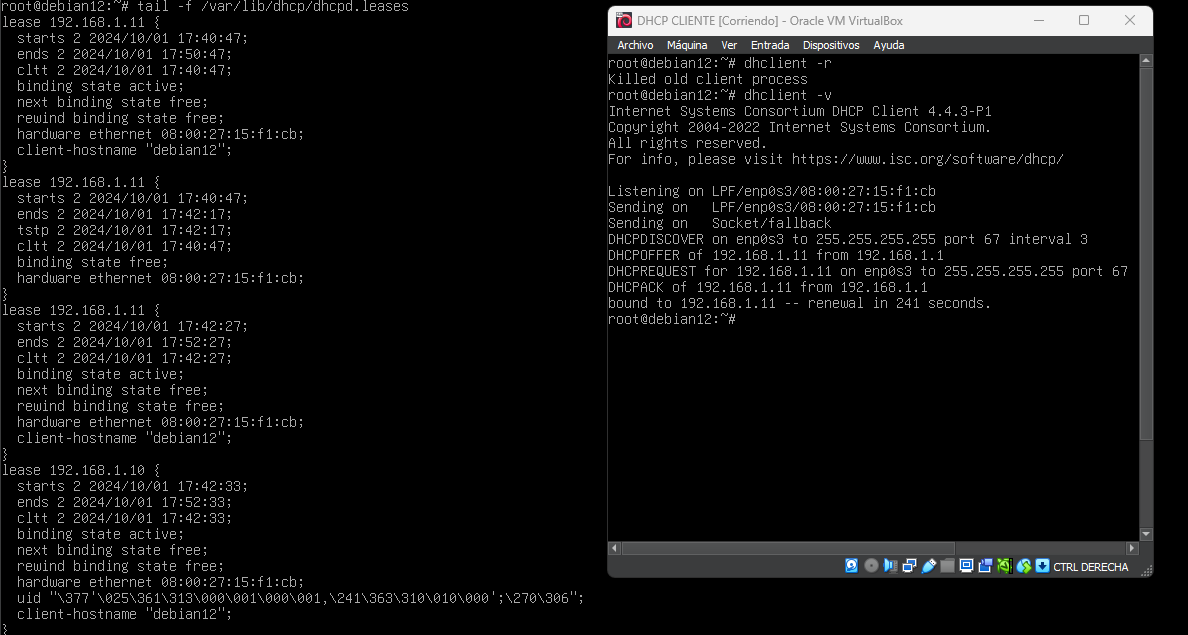 root@debian12:~# tail -f /var/lib/dhcp/dhcpd.leases
lease 192.168.1.11 {
  starts 2 2024/10/01 17:40:47;
  ends 2 2024/10/01 17:50:47;
  cltt 2 2024/10/01 17:40:47;
  binding state active;
  next binding state free;
  rewind binding state free;
  hardware ethernet 08:00:27:15:f1:cb;
  client-hostname "debian12";
}
lease 192.168.1.11 {
  starts 2 2024/10/01 17:40:47;
  ends 2 2024/10/01 17:42:17;
  tstp 2 2024/10/01 17:42:17;
  cltt 2 2024/10/01 17:40:47;
  binding state free;
  hardware ethernet 08:00:27:15:f1:cb;
}
lease 192.168.1.11 {
  starts 2 2024/10/01 17:42:27;
  ends 2 2024/10/01 17:52:27;
  cltt 2 2024/10/01 17:42:27;
  binding state active;
  next binding state free;
  rewind binding state free;
  hardware ethernet 08:00:27:15:f1:cb;
  client-hostname "debian12";
}
lease 192.168.1.10 {
  starts 2 2024/10/01 17:42:33;
  ends 2 2024/10/01 17:52:33;
  cltt 2 2024/10/01 17:42:33;
  binding state active;
  next binding state free;
  rewind binding state free;
  hardware ethernet 08:00:27:15:f1:cb;
  uid "\377'\025\361\313\000\001\000\001,\241\363\310\010\000';\270\306";
  client-hostname "debian12";
}
DHCP CLIENTE [Corriendo] - Oracle VM VirtualBox
Archivo Máquina Ver Entrada Dispositivos Ayuda
root@debian12:~# dhclient -r
Killed old client process
root@debian12:~# dhclient -v
Internet Systems Consortium DHCP Client 4.4.3-P1
Copyright 2004-2022 Internet Systems Consortium.
All rights reserved.
For info, please visit https://www.isc.org/software/dhcp/
Listening on LPF/enp0s3/08:00:27:15:f1:cb
Sending on   LPF/enp0s3/08:00:27:15:f1:cb
Sending on   Socket/fallback
DHCPDISCOVER on enp0s3 to 255.255.255.255 port 67 interval 3
DHCPOFFER of 192.168.1.11 from 192.168.1.1
DHCPREQUEST for 192.168.1.11 on enp0s3 to 255.255.255.255 port 67
DHCPACK of 192.168.1.11 from 192.168.1.1
bound to 192.168.1.11 -- renewal in 241 seconds.
root@debian12:~#
CTRL DERECHA